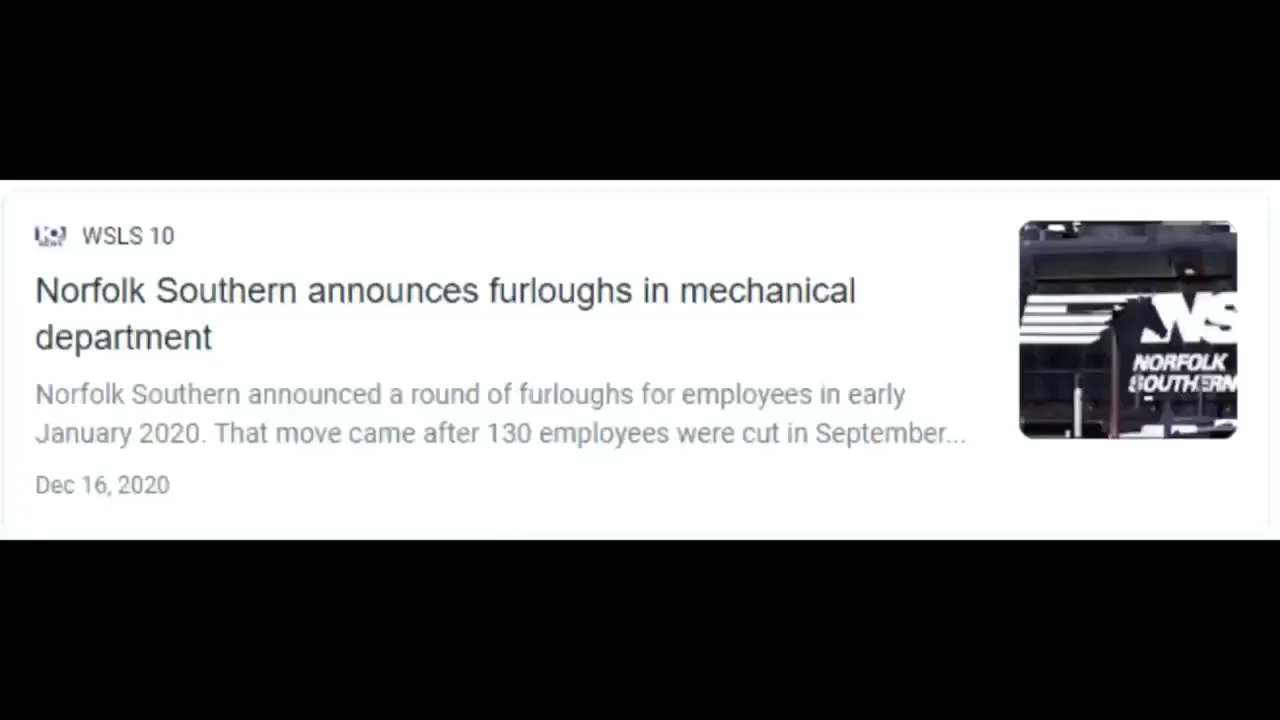 WSLS 10
Norfolk Southern announces furloughs in mechanical
department
Norfolk Southern announced a round of furloughs for employees in early
January 2020. That move came after 130 employees were cut in September...
Dec 16, 2020
NS
NORFOLK
SOUTHERN